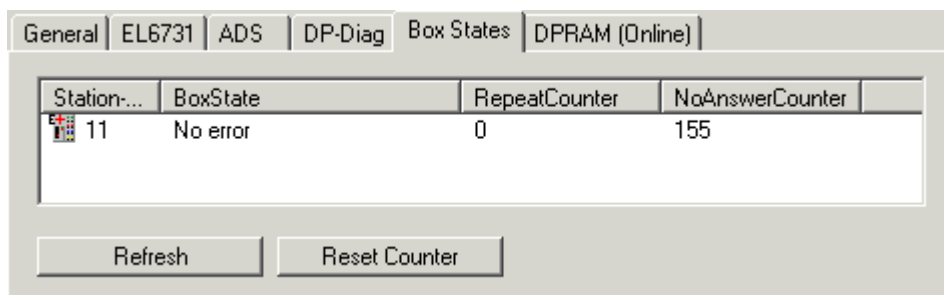 General EL6731 ADS DP-Diag Box States DPRAM (Online)
Station-... BoxState RepeatCounter NoAnswerCounter
11 No error 0 155
Refresh Reset Counter